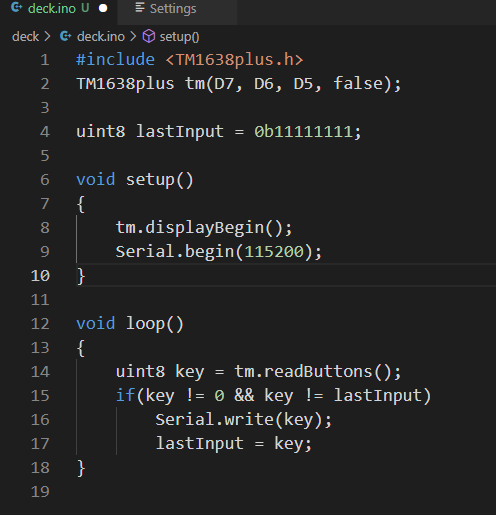 deck.ino U ● Settings
deck > deck.ino > setup()
1 #include <TM1638plus.h>
2 TM1638plus tm(D7, D6, D5, false);
3
4 uint8 lastInput = 0b11111111;
5
6 void setup()
7 {
8     tm.displayBegin();
9     Serial.begin(115200);
10 }
11
12 void loop()
13 {
14     uint8 key = tm.readButtons();
15     if(key != 0 && key != lastInput)
16         Serial.write(key);
17         lastInput = key;
18 }
19